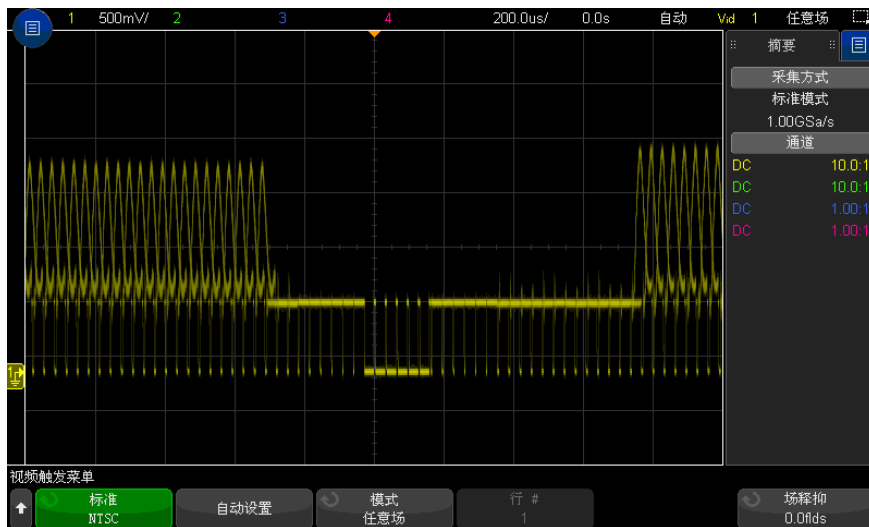 1 500mV/ 2 3 4 200.0us/ 0.0s 自动 Vid 1 任意场
摘要
采集方式
标准模式
1.00GSa/s
通道
DC 10.0:1
DC 10.0:1
DC 1.00:1
DC 1.00:1
1
视频触发菜单
标准
NTSC
自动设置
模式
任意场
行 #
1
场释抑
0.0flds